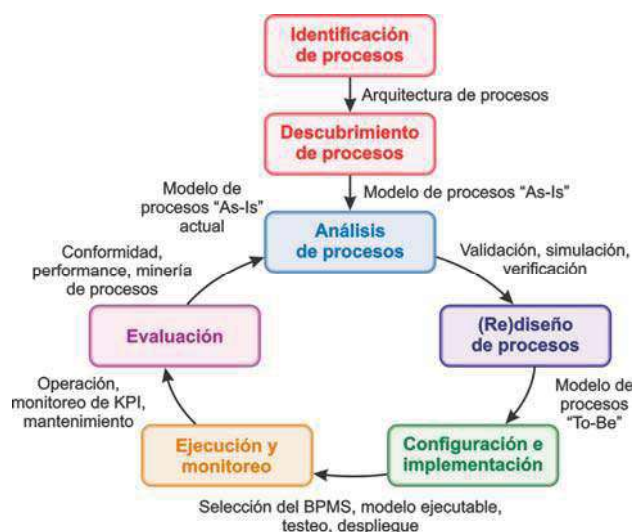 Identificación
de procesos
Arquitectura de procesos
Descubrimiento
de procesos
Modelo de
procesos “As-Is”
actual
Modelo de procesos “As-Is”
Análisis
de procesos
Conformidad,
performance, minería
de procesos
Validación, simulación,
verificación
Evaluación
(Re)diseño
de procesos
Operación,
monitoreo de KPI,
mantenimiento
Modelo de
procesos
“To-Be”
Ejecución y
monitoreo
Configuración e
implementación
Selección del BPMS, modelo ejecutable,
testeo, despliegue